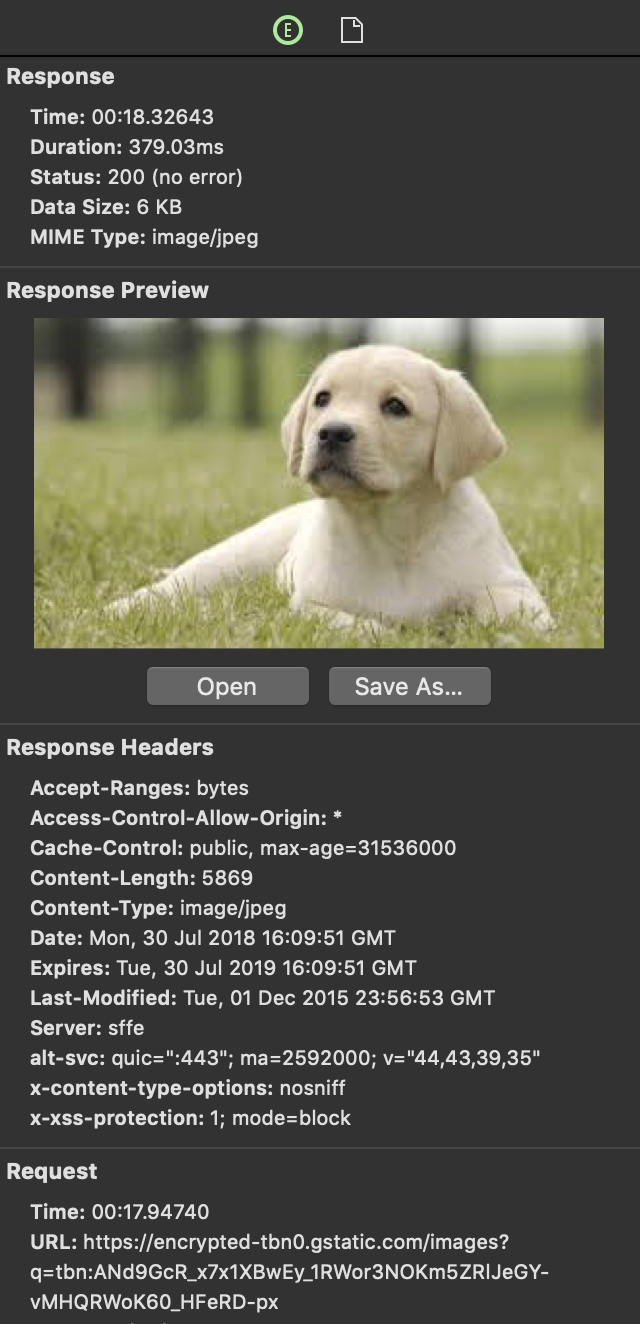 E
Response
Time: 00:18.32643
Duration: 379.03ms
Status: 200 (no error)
Data Size: 6 KB
MIME Type: image/jpeg
Response Preview
Open
Save As...
Response Headers
Accept-Ranges: bytes
Access-Control-Allow-Origin: *
Cache-Control: public, max-age=31536000
Content-Length: 5869
Content-Type: image/jpeg
Date: Mon, 30 Jul 2018 16:09:51 GMT
Expires: Tue, 30 Jul 2019 16:09:51 GMT
Last-Modified: Tue, 01 Dec 2015 23:56:53 GMT
Server: sffe
alt-svc: quic=":443"; ma=2592000; v="44,43,39,35"
x-content-type-options: nosniff
x-xss-protection: 1; mode=block
Request
Time: 00:17.94740
URL: https://encrypted-tbn0.gstatic.com/images?
q=tbn:ANd9GcR_x7x1XBwEy_1RWor3NOKm5ZRlJeGY-
vMHQRWoK60_HFeRD-px